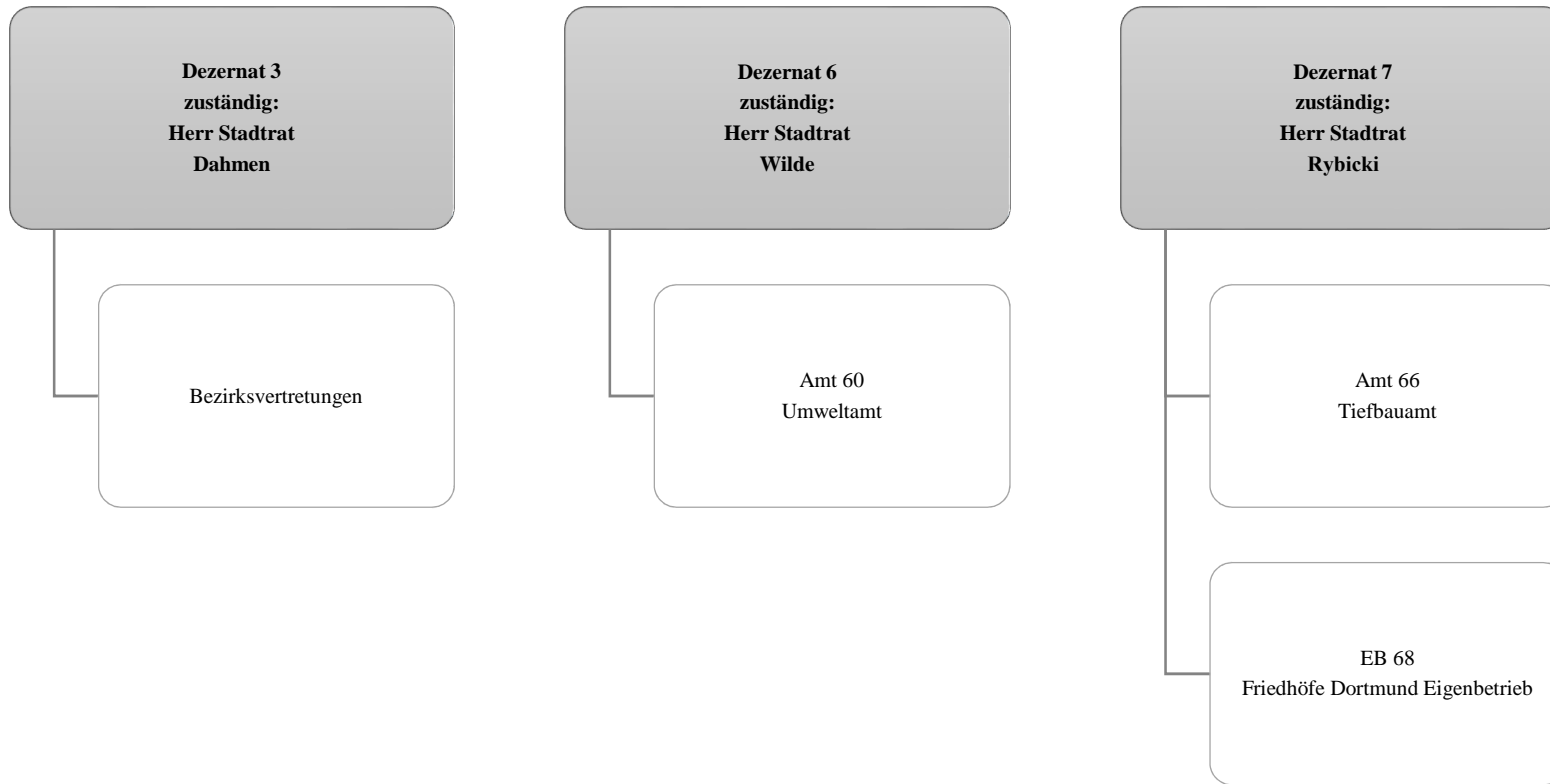 Dezernat 3
zuständig:
Herr Stadtrat
Dahmen
Bezirksvertretungen
Dezernat 6
zuständig:
Herr Stadtrat
Wilde
Amt 60
Umweltamt
Dezernat 7
zuständig:
Herr Stadtrat
Rybicki
Amt 66
Tiefbauamt
EB 68
Friedhöfe Dortmund Eigenbetrieb